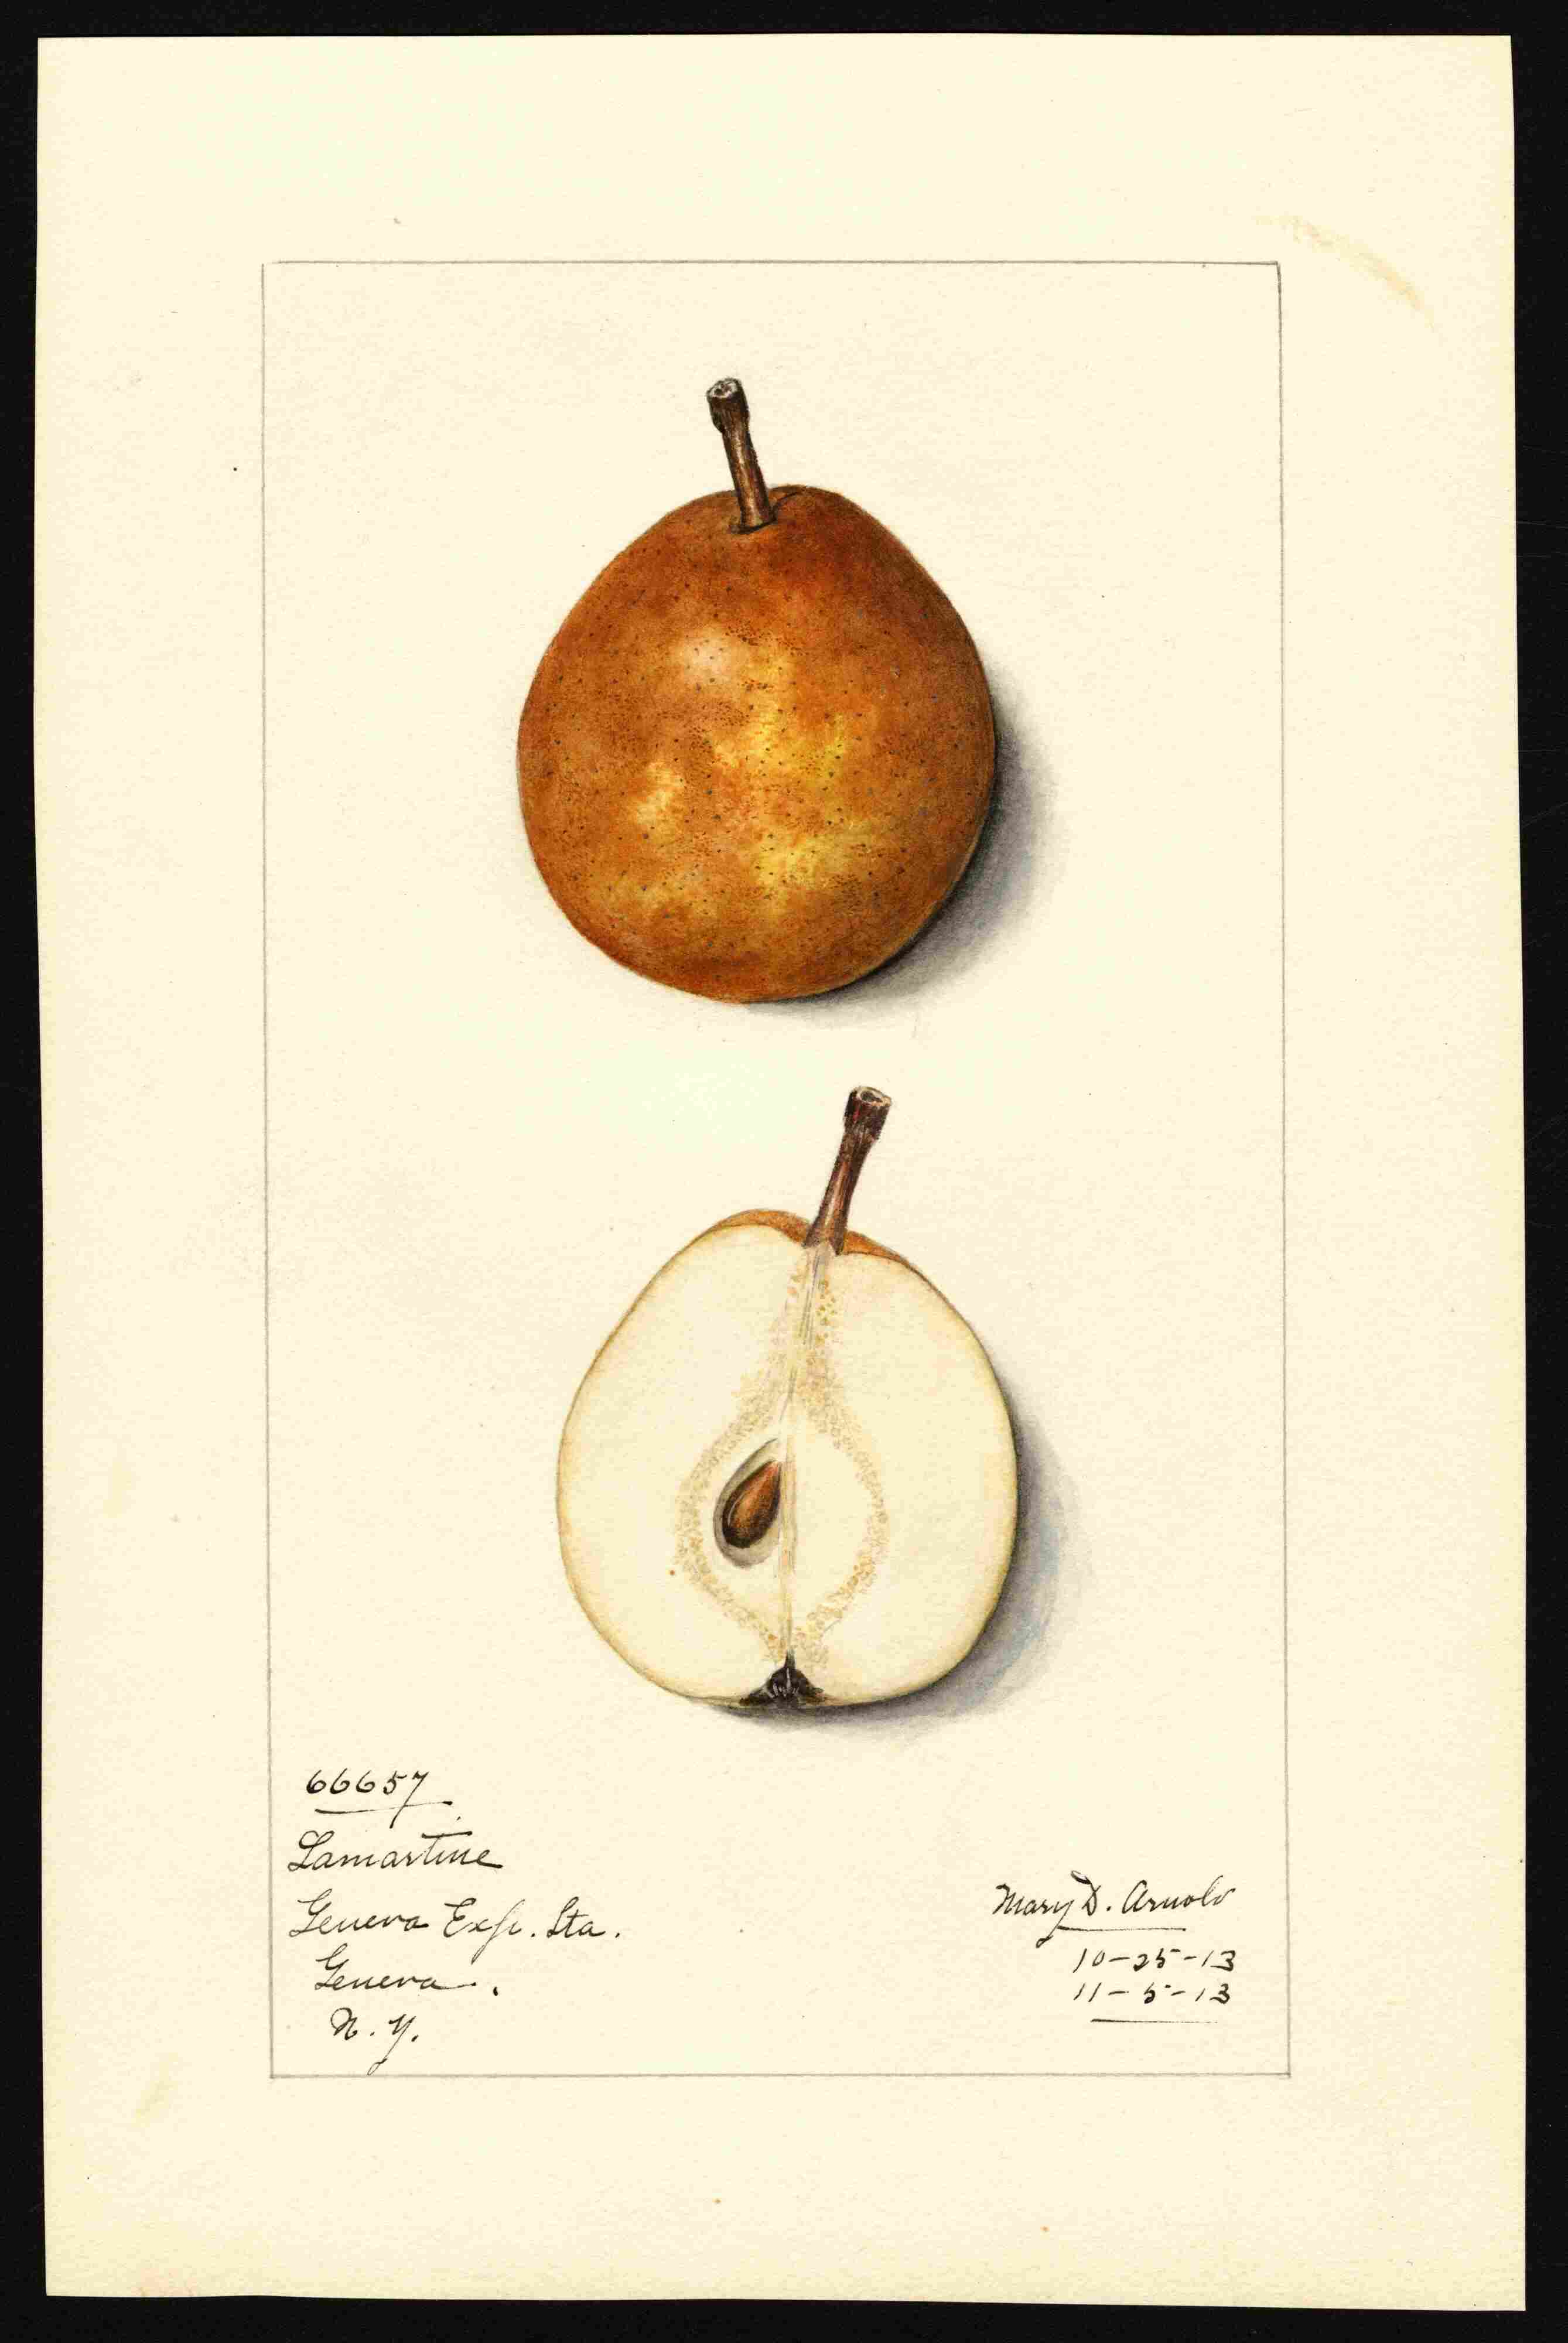 66657
Lamartine
Geneva Exp. Sta.
Geneva.
N. Y.
Mary D. Arnold
10-25-13
11-5-13